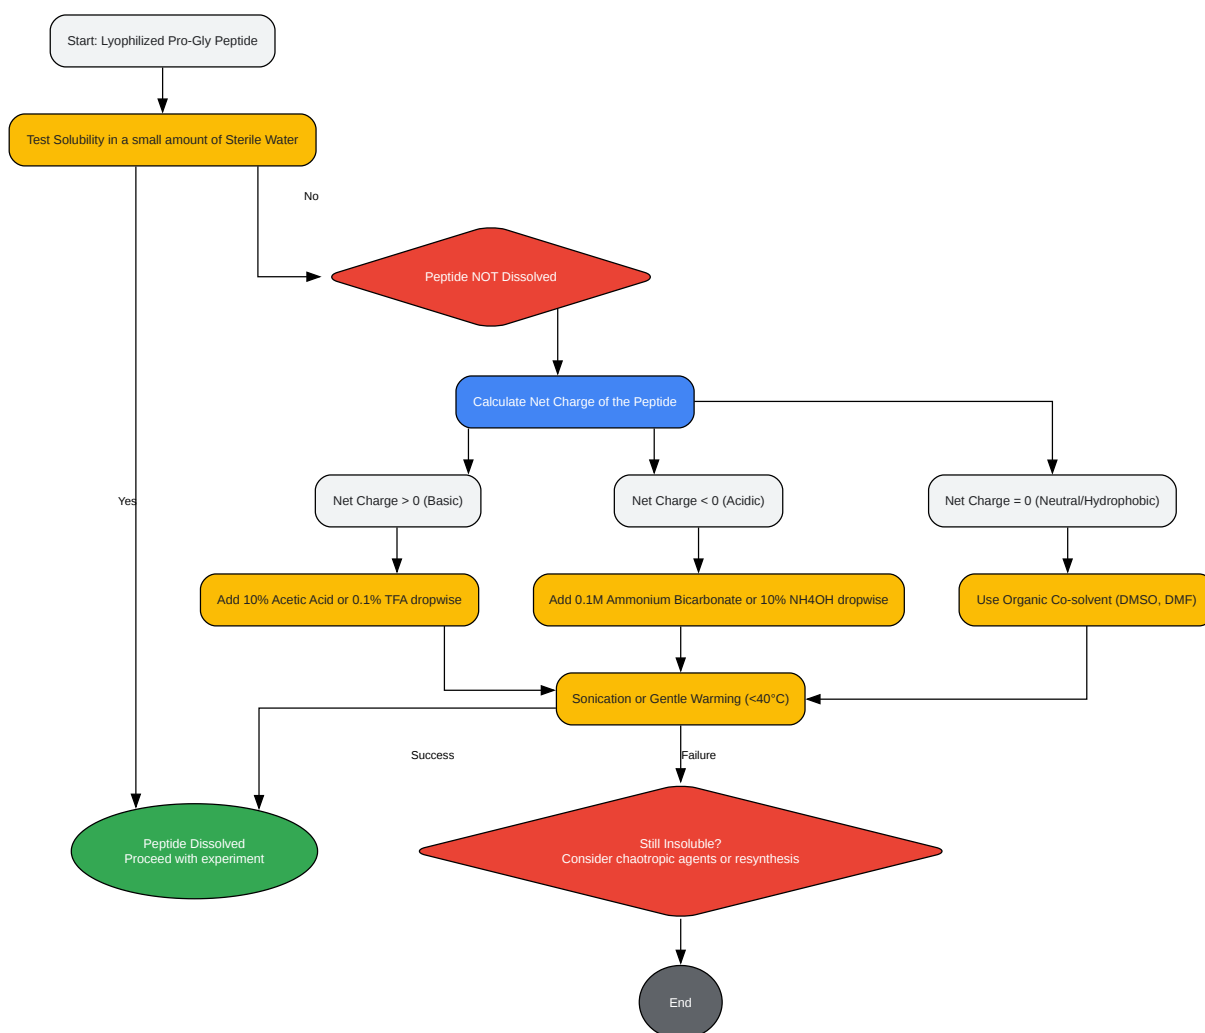 Start: Lyophilized Pro-Gly Peptide
Test Solubility in a small amount of Sterile Water
No
Peptide NOT Dissolved
Calculate Net Charge of the Peptide
Yes
Net Charge > 0 (Basic)
Net Charge < 0 (Acidic)
Net Charge = 0 (Neutral/Hydrophobic)
Add 10% Acetic Acid or 0.1% TFA dropwise
Add 0.1M Ammonium Bicarbonate or 10% NH4OH dropwise
Use Organic Co-solvent (DMSO, DMF)
Sonication or Gentle Warming (<40°C)
Success
Failure
Peptide Dissolved
Proceed with experiment
Still Insoluble?
Consider chaotropic agents or resynthesis
End